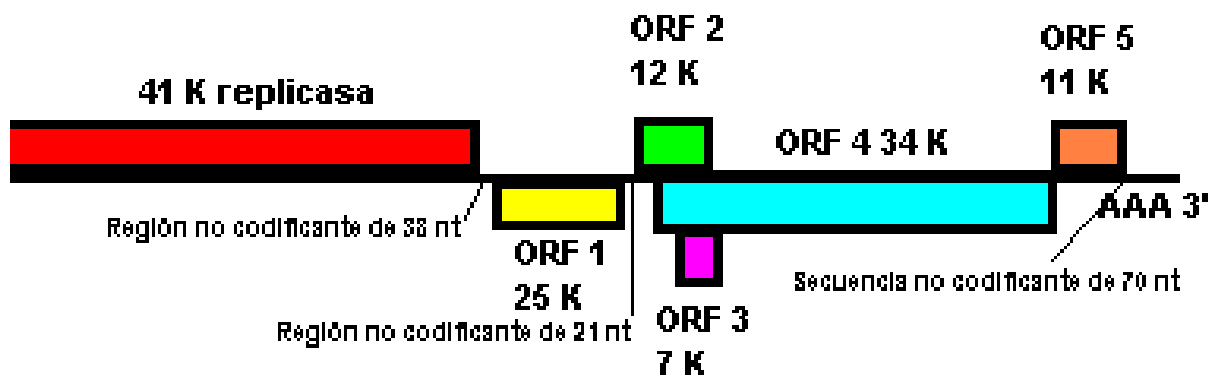 ORF 2
12 K
ORF 5
11 K
41 K replicasa
ORF 4 34 K
AAA 3'
Región no codificante de 38 nt
ORF 1
25 K
Secuencia no codificante de 70 nt
Región no codificante de 21 nt
ORF 3
7 K